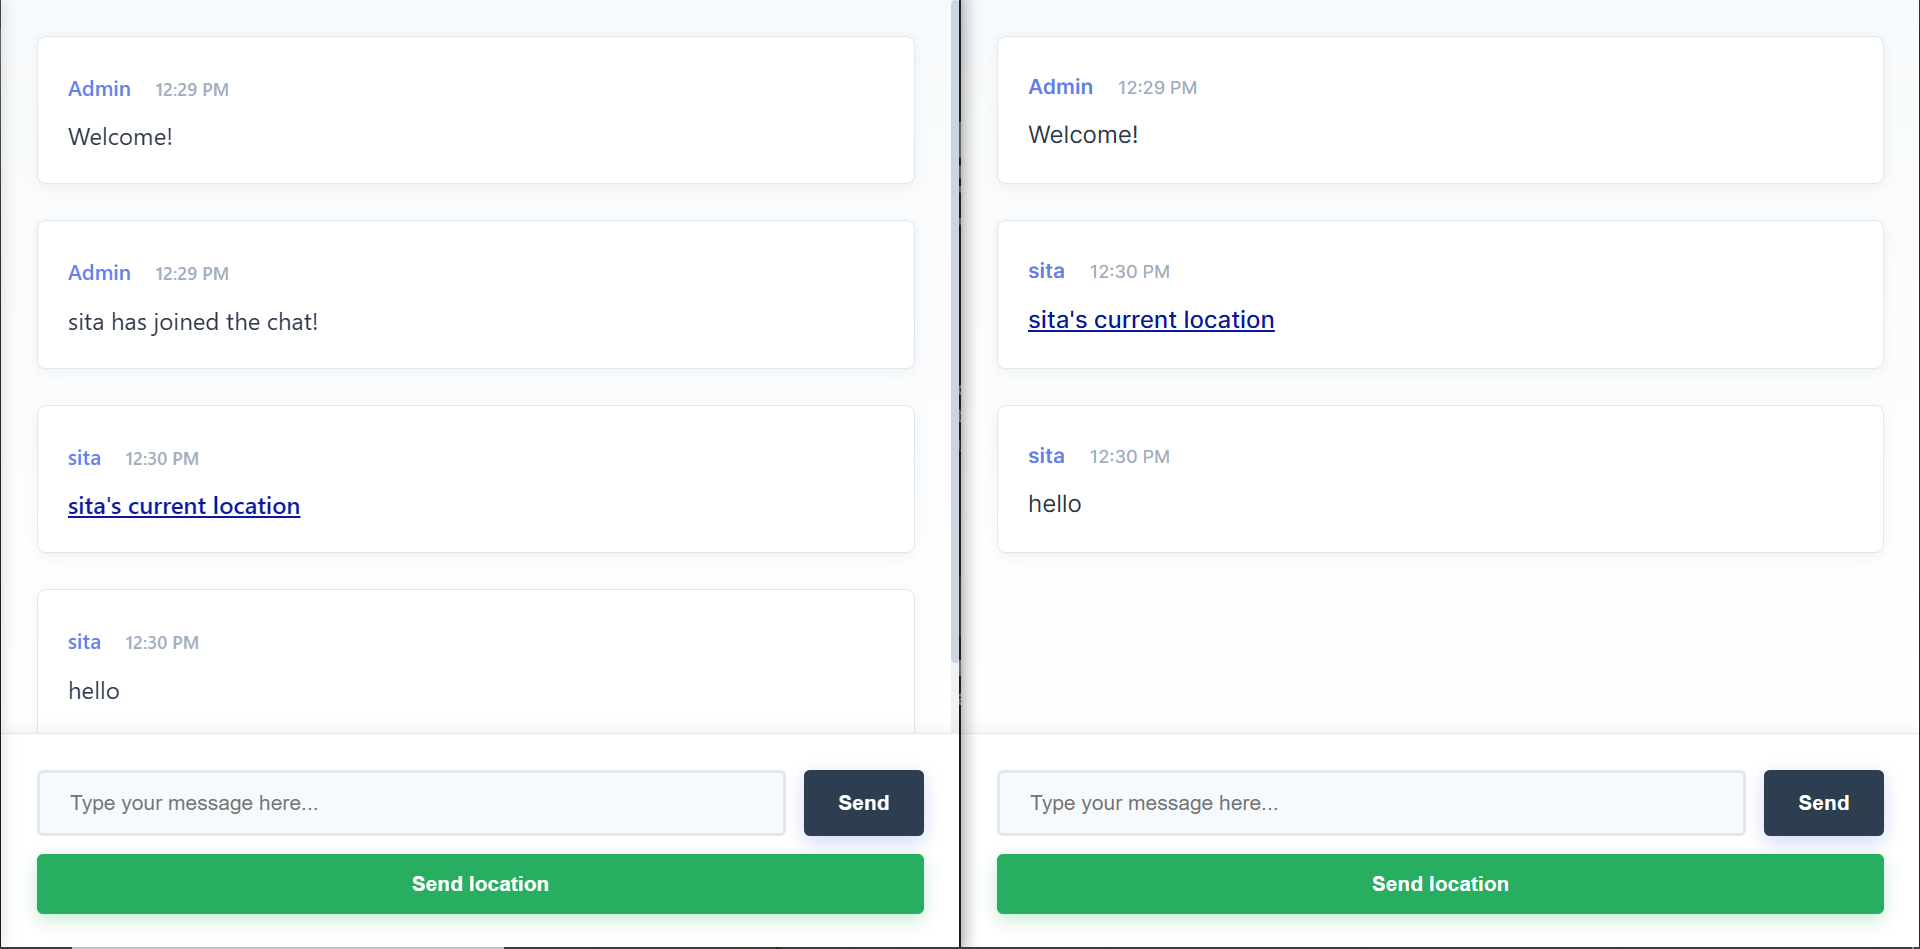 Admin 12:29 PM
Welcome!
Admin 12:29 PM
sita has joined the chat!
sita 12:30 PM
sita's current location
sita 12:30 PM
hello
Type your message here...
Send
Send location
Admin 12:29 PM
Welcome!
sita 12:30 PM
sita's current location
sita 12:30 PM
hello
Type your message here...
Send
Send location